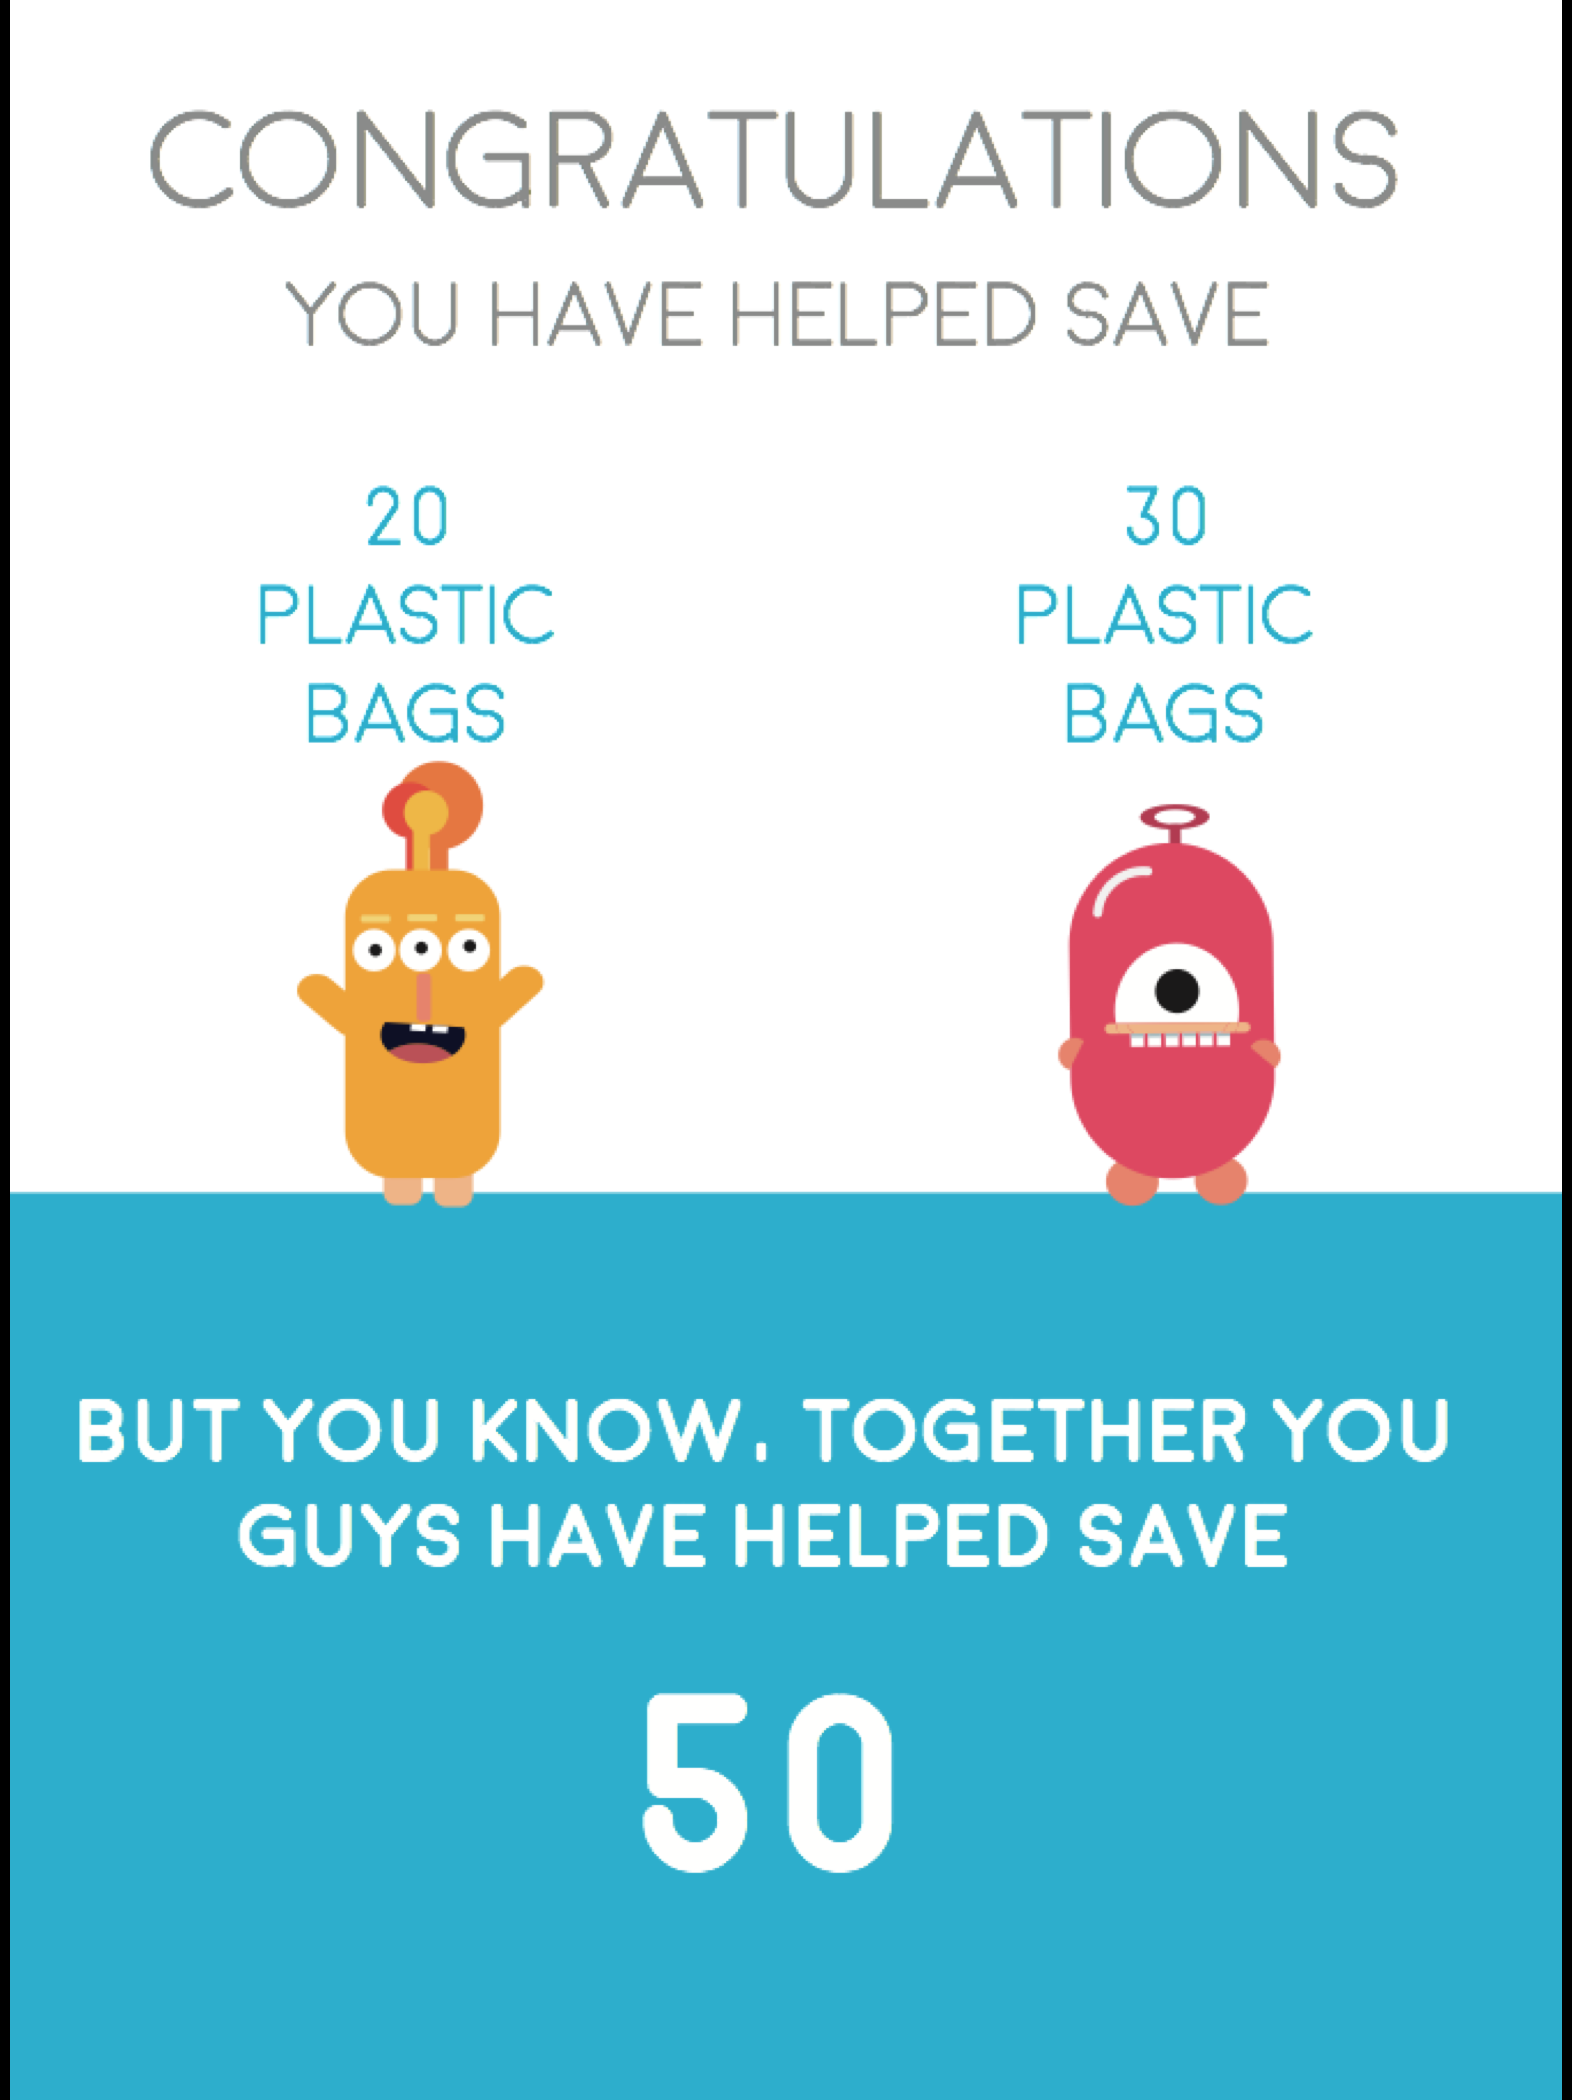 CONGRATULATIONS
YOU HAVE HELPED SAVE
20
PLASTIC
BAGS
30
PLASTIC
BAGS
BUT YOU KNOW, TOGETHER YOU
GUYS HAVE HELPED SAVE
50